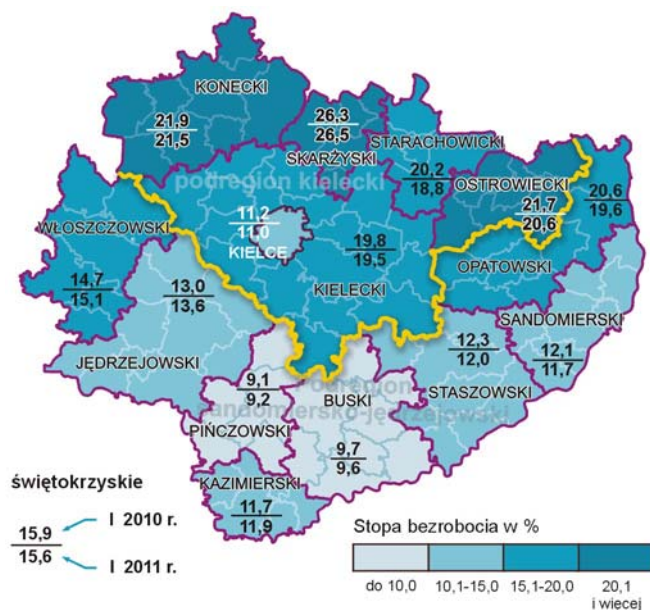 KONECKI
21,9
21,5
26,3
26,5
SKARŻYSKI
STARACHOWICKI
20,2
18,8
OSTROWIECKI
21,7
20,6
20,6
19,6
podregion kielecki
WŁOSZCZOWSKI
14,7
15,1
11,2
11,0
KIELCE
19,8
19,5
KIELECKI
OPATOWSKI
13,0
13,6
JĘDRZEJOWSKI
SANDOMIERSKI
12,1
11,7
12,3
12,0
STASZOWSKI
9,1
9,2
PIŃCZOWSKI
Podregion
sandomiersko-jędrzejowski
BUSKI
9,7
9,6
KAZIMIERSKI
11,7
11,9
świętokrzyskie
15,9 I 2010 r.
15,6 I 2011 r.
Stopa bezrobocia w %
do 10,0 10,1-15,0 15,1-20,0 20,1
i więcej